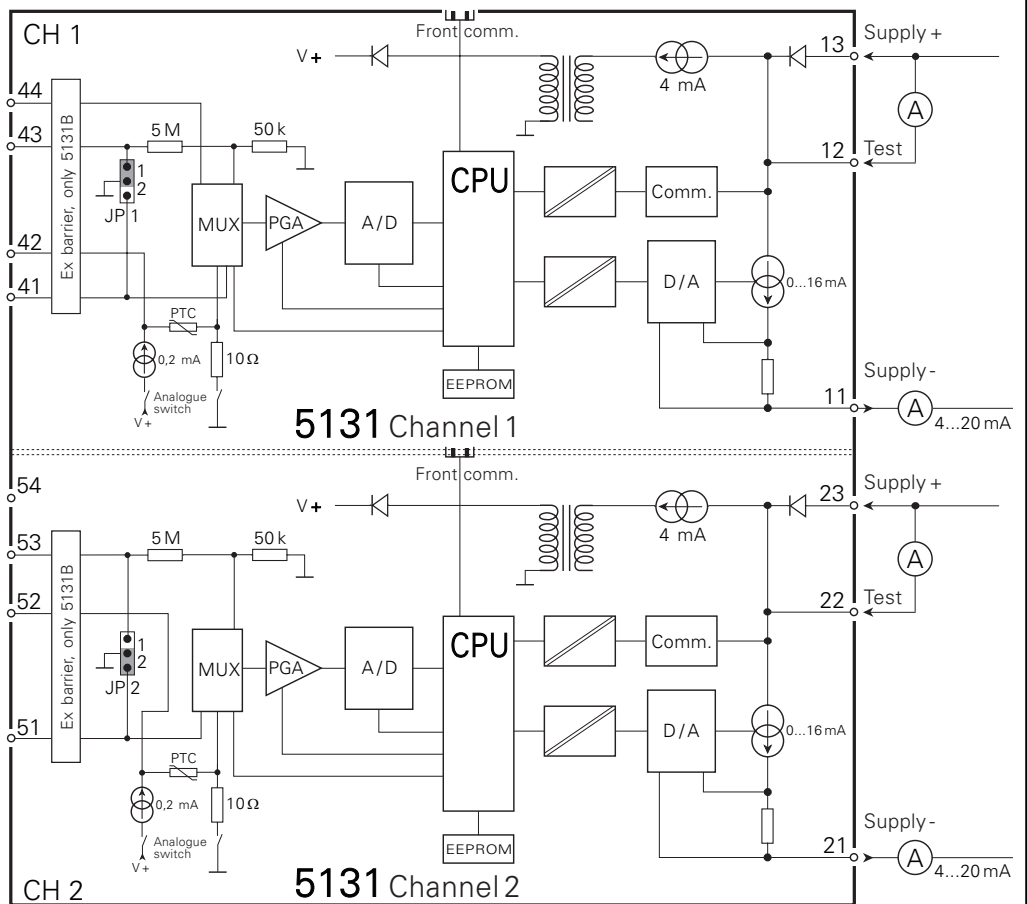 CH 1
Front comm.
V+
4 mA
13
Supply +
A
12
Test
44
43
42
41
Ex barrier, only 5131B
5 M
50 k
1
2
JP 1
MUX
PGA
A/D
CPU
Comm.
D/A
0...16 mA
PTC
0,2 mA
10 Ω
Analogue
switch
V+
EEPROM
Supply -
11
A
4...20 mA
5131 Channel 1
Front comm.
V+
4 mA
23
Supply +
A
22
Test
54
53
52
51
Ex barrier, only 5131B
5 M
50 k
1
2
JP 2
MUX
PGA
A/D
CPU
Comm.
D/A
0...16 mA
PTC
0,2 mA
10 Ω
Analogue
switch
V+
EEPROM
Supply -
21
A
4...20 mA
5131 Channel 2
CH 2